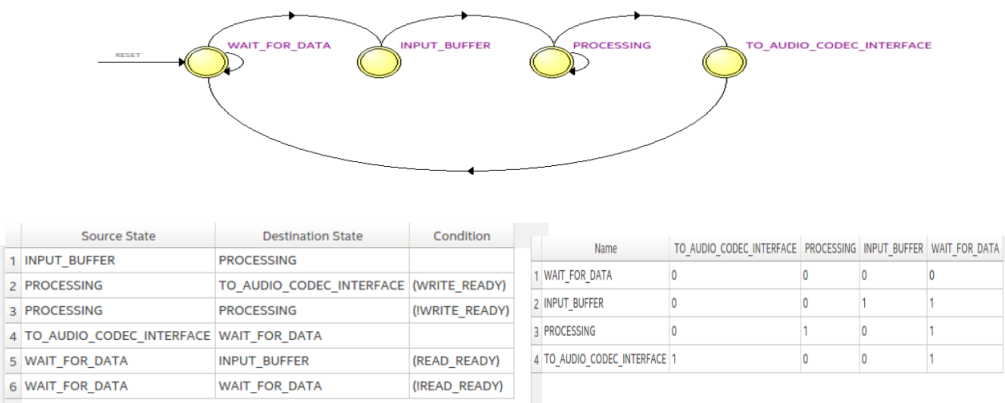 RESET
WAIT_FOR_DATA INPUT_BUFFER PROCESSING TO_AUDIO_CODEC_INTERFACE
Source State Destination State Condition
1 INPUT_BUFFER PROCESSING
2 PROCESSING TO_AUDIO_CODEC_INTERFACE (WRITE_READY)
3 PROCESSING PROCESSING (!WRITE_READY)
4 TO_AUDIO_CODEC_INTERFACE WAIT_FOR_DATA
5 WAIT_FOR_DATA INPUT_BUFFER (READ_READY)
6 WAIT_FOR_DATA WAIT_FOR_DATA (!READ_READY)
Name TO_AUDIO_CODEC_INTERFACE PROCESSING INPUT_BUFFER WAIT_FOR_DATA
1 WAIT_FOR_DATA 0 0 0 0
2 INPUT_BUFFER 0 0 1 1
3 PROCESSING 0 1 0 1
4 TO_AUDIO_CODEC_INTERFACE 1 0 0 1